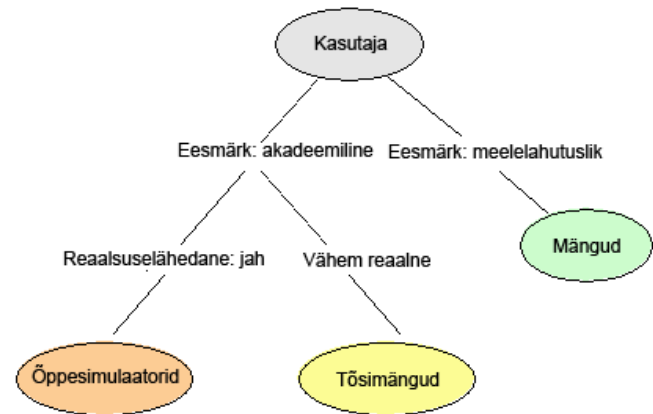 Kasutaja
Eesmärk: akadeemiline
Eesmärk: meelelahutuslik
Mängud
Reaalsuselähedane: jah
Vähem reaalne
Õppesimulaatorid
Tõsimängud